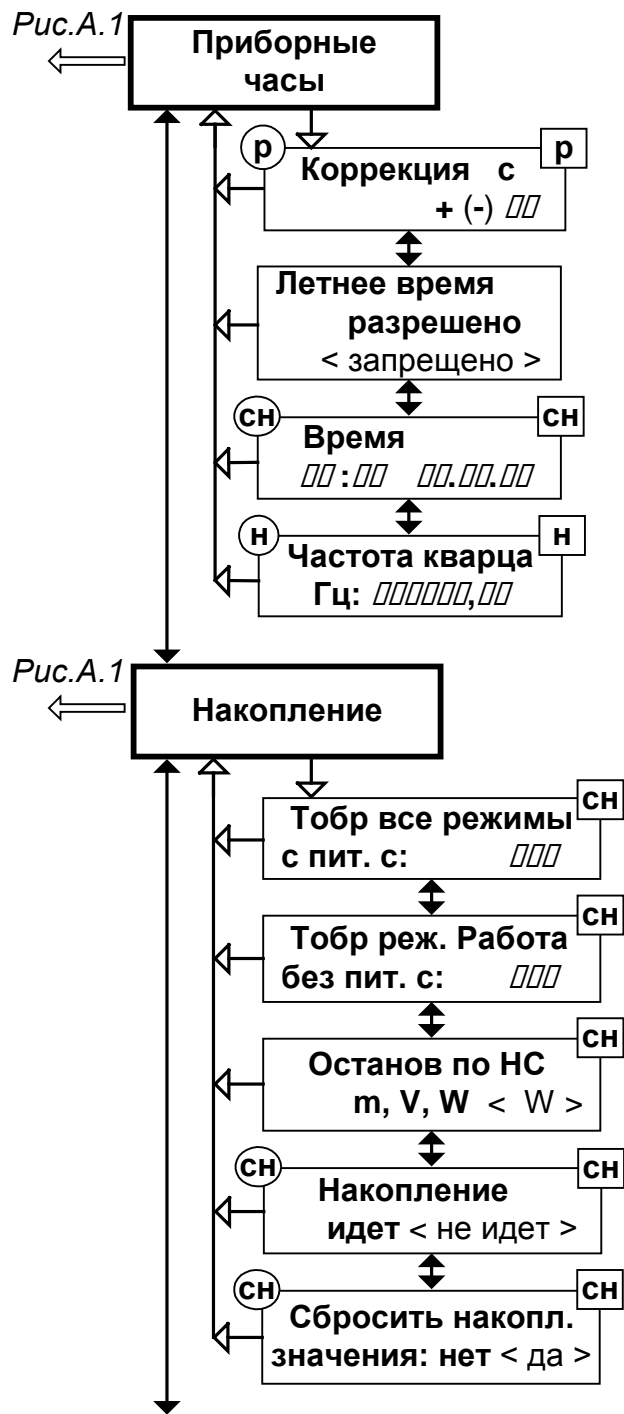 Рис.А.1
Приборные
часы
р
р
Коррекция с
+ (-) ▯▯
Летнее время
разрешено
< запрещено >
сн
сн
Время
▯▯:▯▯ ▯▯.▯▯.▯▯
н
н
Частота кварца
Гц: ▯▯▯▯▯▯,▯▯
Рис.А.1
Накопление
сн
Тобр все режимы
с пит. с: ▯▯▯
сн
Тобр реж. Работа
без пит. с: ▯▯▯
сн
Останов по НС
m, V, W < W >
сн
сн
Накопление
идет < не идет >
сн
сн
Сбросить накопл.
значения: нет < да >